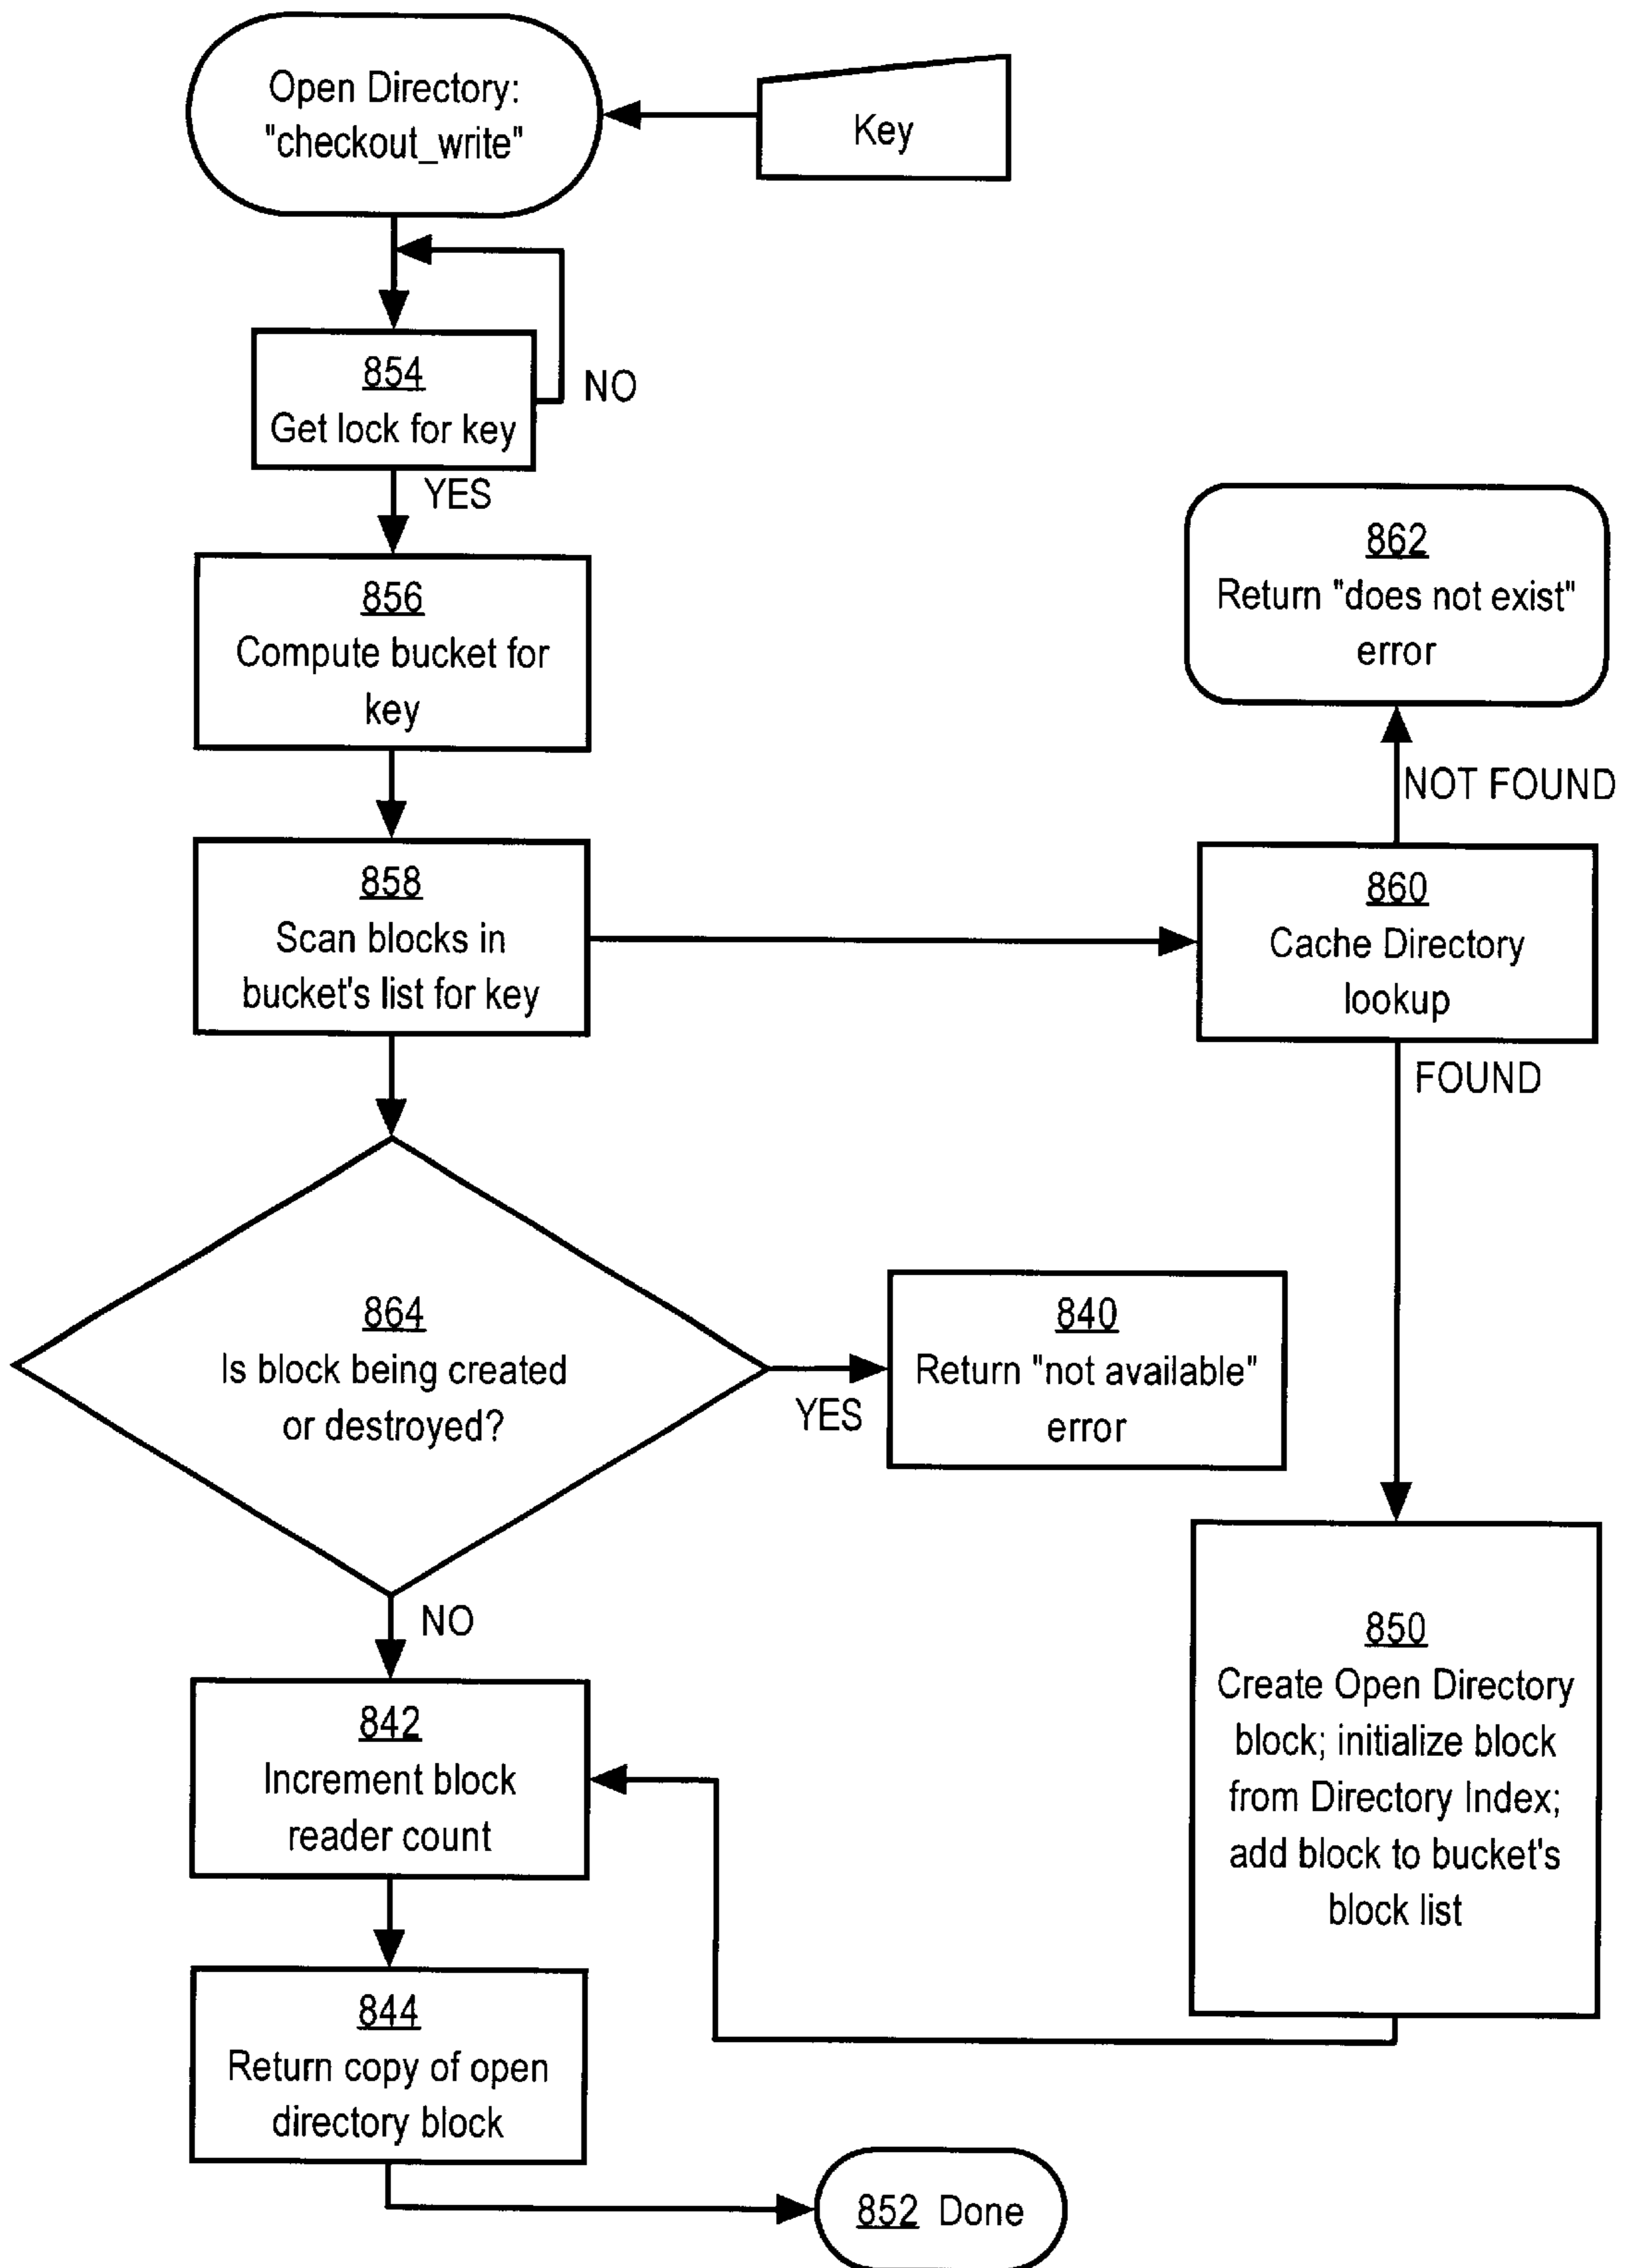 Open Directory:
"checkout_write"
Key
854
Get lock for key
NO
YES
856
Compute bucket for
key
862
Return "does not exist"
error
NOT FOUND
858
Scan blocks in
bucket's list for key
860
Cache Directory
lookup
FOUND
864
Is block being created
or destroyed?
YES
840
Return "not available"
error
NO
842
Increment block
reader count
850
Create Open Directory
block; initialize block
from Directory Index;
add block to bucket's
block list
844
Return copy of open
directory block
852 Done